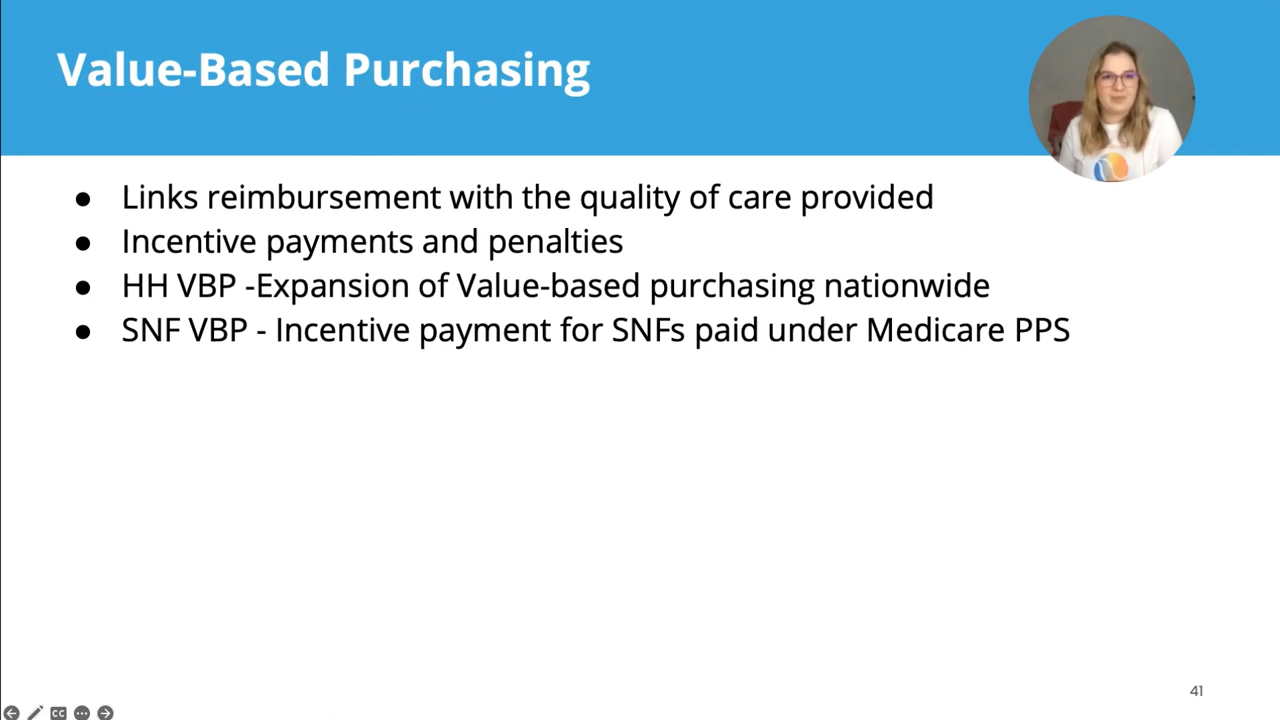 Value-Based Purchasing
● Links reimbursement with the quality of care provided
● Incentive payments and penalties
● HH VBP -Expansion of Value-based purchasing nationwide
● SNF VBP - Incentive payment for SNFs paid under Medicare PPS
41
CC